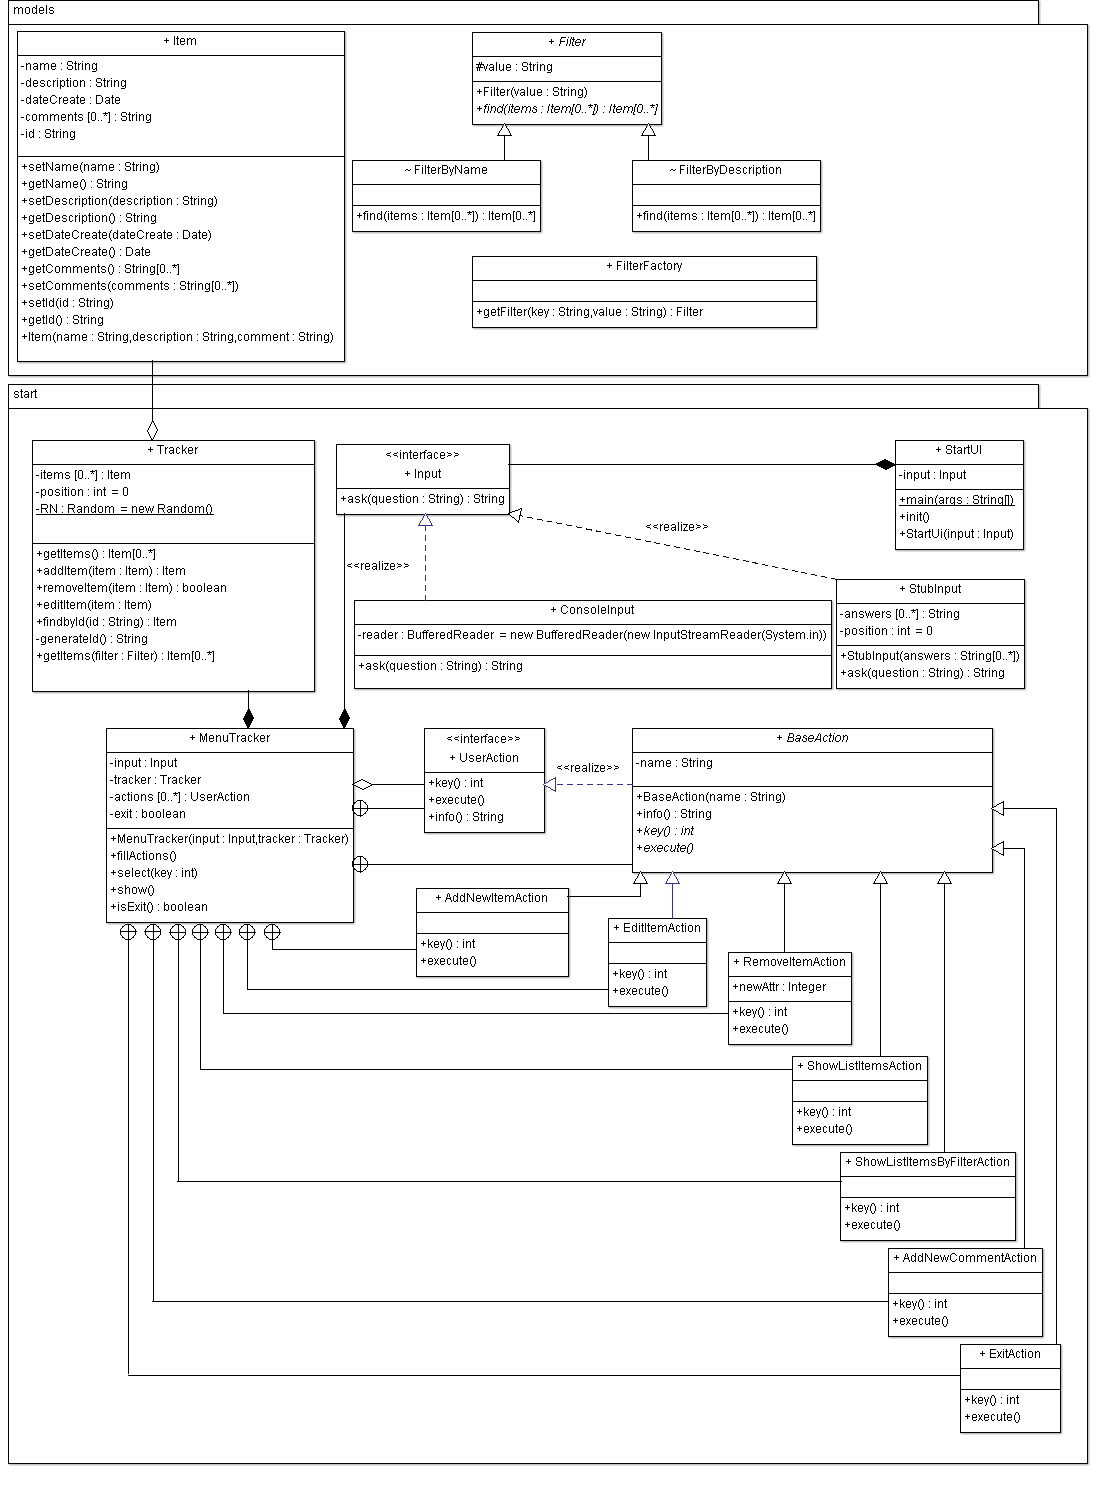 models
+ Item
-name : String
-description : String
-dateCreate : Date
-comments [0..*] : String
-id : String
+setName(name : String)
+getName() : String
+setDescription(description : String)
+getDescription() : String
+setDateCreate(dateCreate : Date)
+getDateCreate() : Date
+getComments() : String[0..*]
+setComments(comments : String[0..*])
+setId(id : String)
+getId() : String
+Item(name : String,description : String,comment : String)
+ Filter
#value : String
+Filter(value : String)
+find(items : Item[0..*]) : Item[0..*]
~ FilterByName
+find(items : Item[0..*]) : Item[0..*]
~ FilterByDescription
+find(items : Item[0..*]) : Item[0..*]
+ FilterFactory
+getFilter(key : String,value : String) : Filter
start
+ Tracker
-items [0..*] : Item
-position : int = 0
-RN : Random = new Random()
+getItems() : Item[0..*]
+addItem(item : Item) : Item
+removeItem(item : Item) : boolean
+editItem(item : Item)
+findbyId(id : String) : Item
-generateId() : String
+getItems(filter : Filter) : Item[0..*]
<<interface>>
+ Input
+ask(question : String) : String
+ StartUI
-input : Input
+main(args : String[])
+init()
+StartUi(input : Input)
<<realize>>
<<realize>>
+ ConsoleInput
-reader : BufferedReader = new BufferedReader(new InputStreamReader(System.in))
+ask(question : String) : String
+ StubInput
-answers [0..*] : String
-position : int = 0
+StubInput(answers : String[0..*])
+ask(question : String) : String
+ MenuTracker
-input : Input
-tracker : Tracker
-actions [0..*] : UserAction
-exit : boolean
+MenuTracker(input : Input,tracker : Tracker)
+fillActions()
+select(key : int)
+show()
+isExit() : boolean
<<interface>>
+ UserAction
+key() : int
+execute()
+info() : String
<<realize>>
+ BaseAction
-name : String
+BaseAction(name : String)
+info() : String
+key() : int
+execute()
+ AddNewItemAction
+key() : int
+execute()
+ EditItemAction
+key() : int
+execute()
+ RemoveItemAction
+newAttr : Integer
+key() : int
+execute()
+ ShowListItemsAction
+key() : int
+execute()
+ ShowListItemsByFilterAction
+key() : int
+execute()
+ AddNewCommentAction
+key() : int
+execute()
+ ExitAction
+key() : int
+execute()